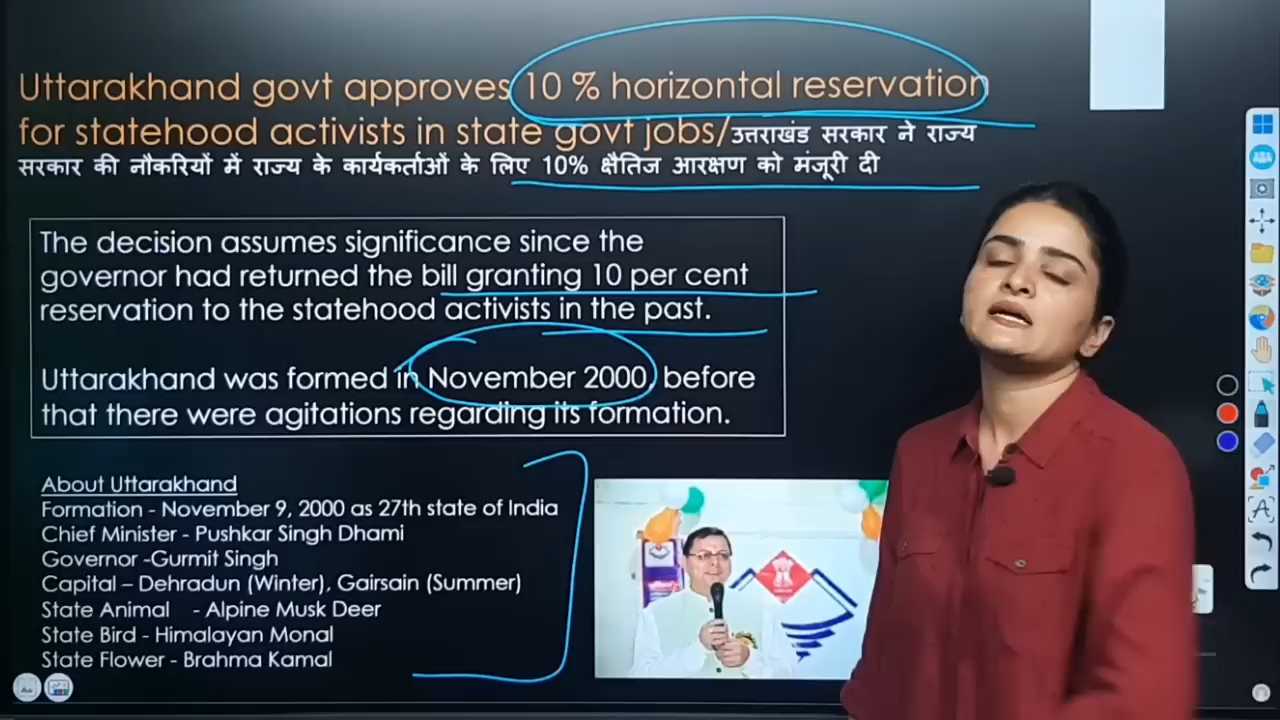 Uttarakhand govt approves 10 % horizontal reservation
for statehood activists in state govt jobs/उत्तराखंड सरकार ने राज्य
सरकार की नौकरियों में राज्य के कार्यकर्ताओं के लिए 10% क्षैतिज आरक्षण को मंजूरी दी
The decision assumes significance since the
governor had returned the bill granting 10 per cent
reservation to the statehood activists in the past.
Uttarakhand was formed in November 2000, before
that there were agitations regarding its formation.
About Uttarakhand
Formation - November 9, 2000 as 27th state of India
Chief Minister - Pushkar Singh Dhami
Governor -Gurmit Singh
Capital – Dehradun (Winter), Gairsain (Summer)
State Animal - Alpine Musk Deer
State Bird - Himalayan Monal
State Flower - Brahma Kamal